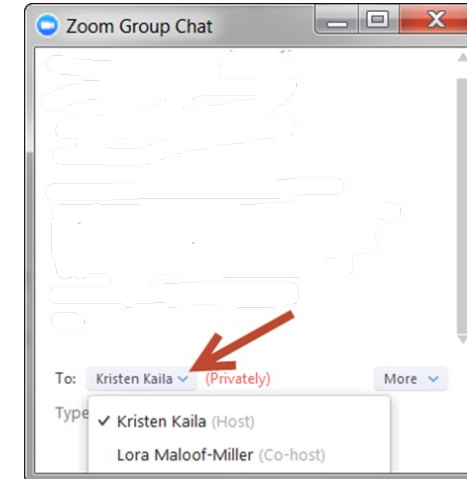 Zoom Group Chat
To: Kristen Kaila (Privately) More
Type
✓ Kristen Kaila (Host)
Lora Maloof-Miller (Co-host)